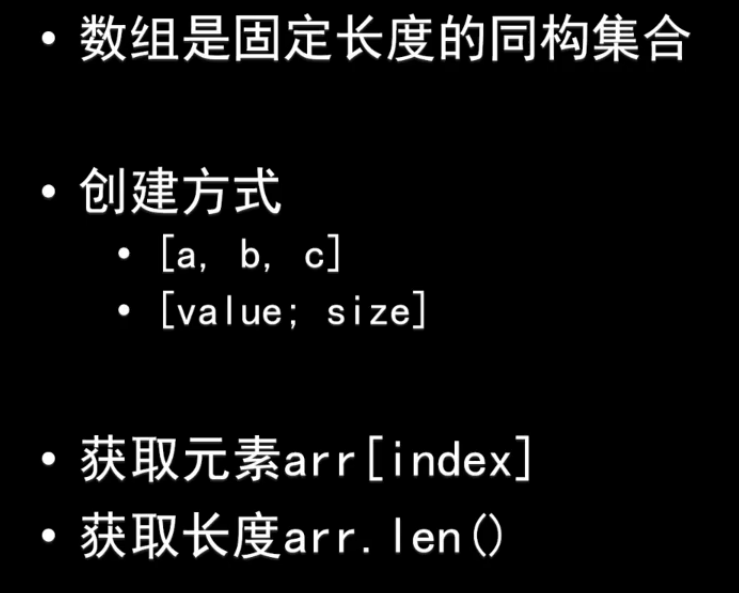 • 数组是固定长度的同构集合
• 创建方式
• [a, b, c]
• [value; size]
• 获取元素arr[index]
• 获取长度arr.len()